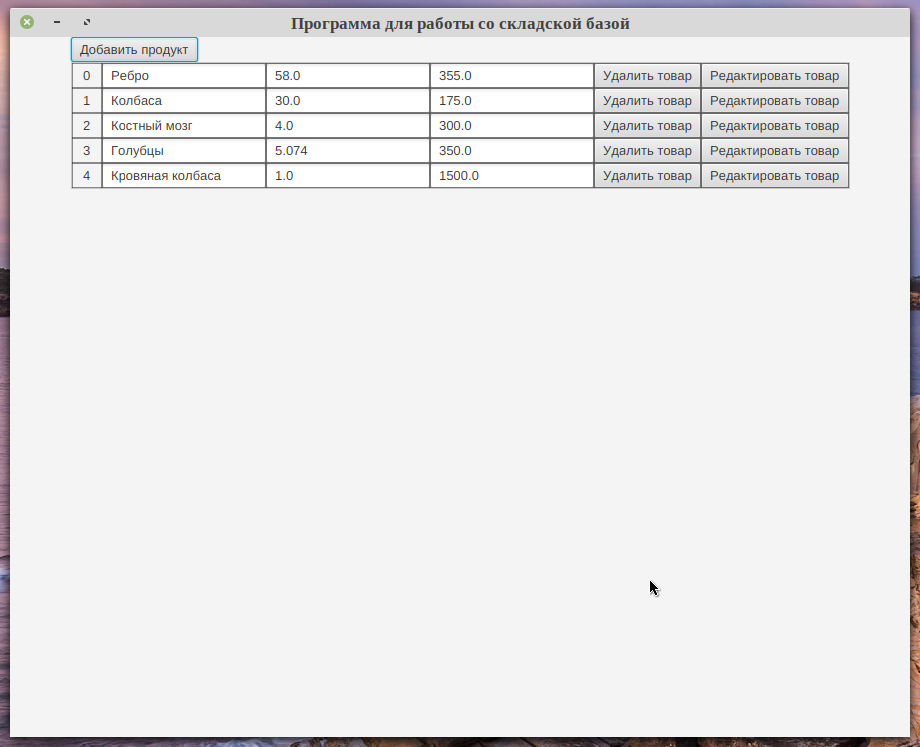 Программа для работы со складской базой
Добавить продукт
0 Ребро 58.0 355.0 Удалить товар Редактировать товар
1 Колбаса 30.0 175.0 Удалить товар Редактировать товар
2 Костный мозг 4.0 300.0 Удалить товар Редактировать товар
3 Голубцы 5.074 350.0 Удалить товар Редактировать товар
4 Кровяная колбаса 1.0 1500.0 Удалить товар Редактировать товар